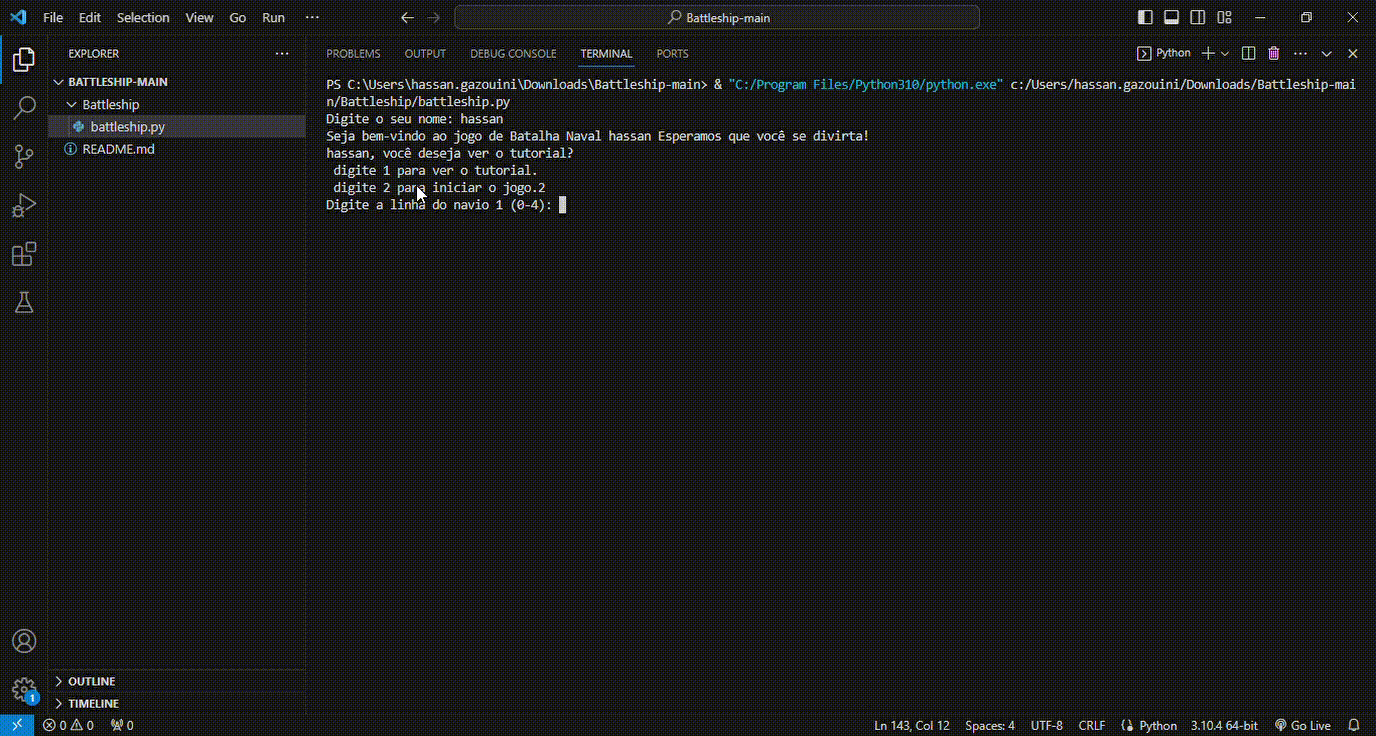 File Edit Selection View Go Run ···
Battleship-main
EXPLORER ···
BATTLESHIP-MAIN
Battleship
battleship.py
README.md
OUTLINE
TIMELINE
PROBLEMS OUTPUT DEBUG CONSOLE TERMINAL PORTS
Python
PS C:\Users\hassan.gazouini\Downloads\Battleship-main> & "C:/Program Files/Python310/python.exe" c:/Users/hassan.gazouini/Downloads/Battleship-mai
n/Battleship/battleship.py
Digite o seu nome: hassan
Seja bem-vindo ao jogo de Batalha Naval hassan Esperamos que você se divirta!
hassan, você deseja ver o tutorial?
digite 1 para ver o tutorial.
digite 2 para iniciar o jogo.2
Digite a linha do navio 1 (0-4):
1
0 0 0
Ln 143, Col 12 Spaces: 4 UTF-8 CRLF Python 3.10.4 64-bit Go Live